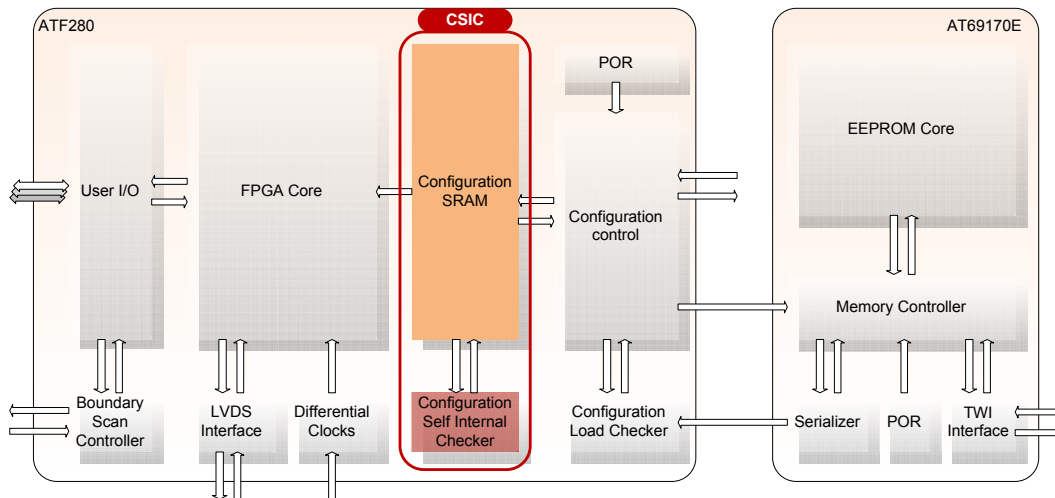 CSIC
ATF280
AT69170E
POR
EEPROM Core
User I/O
FPGA Core
Configuration
SRAM
Configuration
control
Memory Controller
Boundary
Scan
Controller
LVDS
Interface
Differential
Clocks
Configuration
Self Internal
Checker
Configuration
Load Checker
Serializer
POR
TWI
Interface